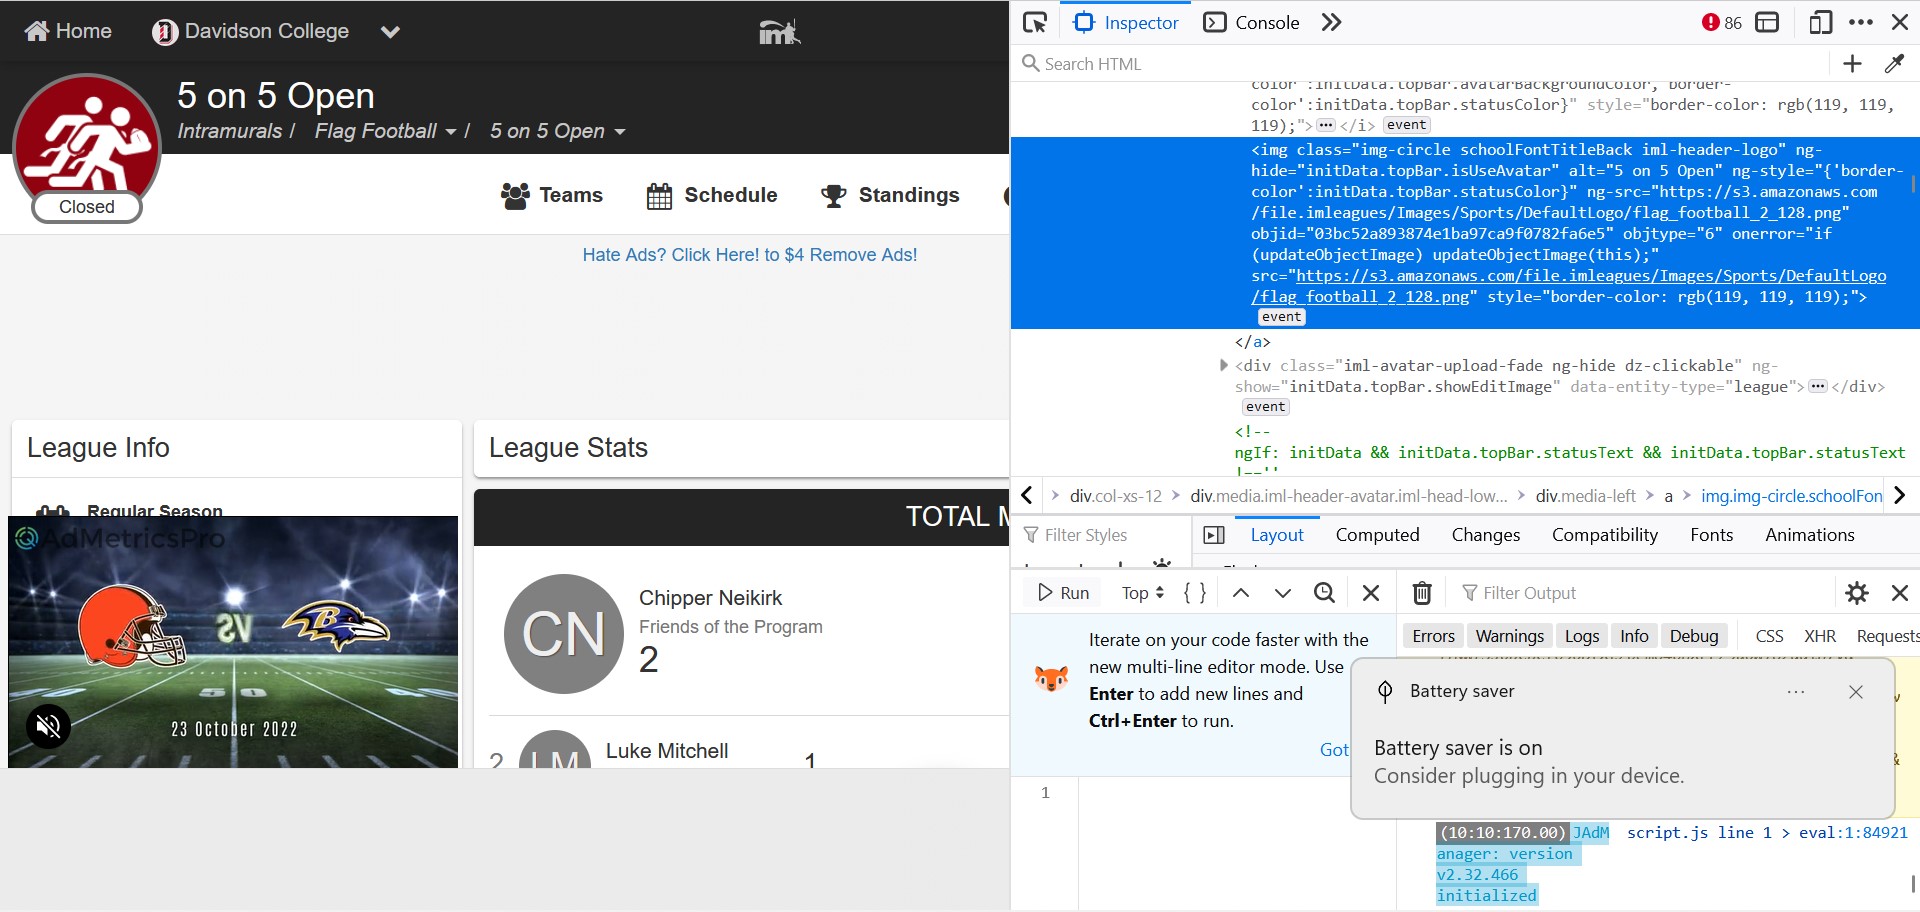 Home
Davidson College
iml
5 on 5 Open
Intramurals / Flag Football / 5 on 5 Open
Closed
Teams
Schedule
Standings
Hate Ads? Click Here! to $4 Remove Ads!
League Info
Regular Season
AdMetricsPro
VS
50
23 October 2022
League Stats
TOTAL M
CN
Chipper Neikirk
Friends of the Program
2
2
LM
Luke Mitchell
1
Inspector
Console
86
Search HTML
color':initData.topBar.avatarBackgroundColor, 'border-
color':initData.topBar.statusColor}" style="border-color: rgb(119, 119,
119);"></i> event
<img class="img-circle schoolFontTitleBack iml-header-logo" ng-
hide="initData.topBar.isUseAvatar" alt="5 on 5 Open" ng-style="{'border-
color':initData.topBar.statusColor}" ng-src="https://s3.amazonaws.com
/file.imleagues/Images/Sports/DefaultLogo/flag_football_2_128.png"
objid="03bc52a893874e1ba97ca9f0782fa6e5" objtype="6" onerror="if
(updateObjectImage) updateObjectImage(this);"
src="https://s3.amazonaws.com/file.imleagues/Images/Sports/DefaultLogo
/flag_football_2_128.png" style="border-color: rgb(119, 119, 119);">
event
</a>
<div class="iml-avatar-upload-fade ng-hide dz-clickable" ng-
show="initData.topBar.showEditImage" data-entity-type="league"></div>
event
<!--
ngIf: initData && initData.topBar.statusText && initData.topBar.statusText
!=='' 
div.col-xs-12
div.media.iml-header-avatar.iml-head-low...
div.media-left
a
img.img-circle.schoolFon
Filter Styles
Layout
Computed
Changes
Compatibility
Fonts
Animations
Run
Top
{ }
Filter Output
Errors
Warnings
Logs
Info
Debug
CSS
XHR
Requests
Iterate on your code faster with the
new multi-line editor mode. Use
Enter to add new lines and
Ctrl+Enter to run.
Got
1
Battery saver
Battery saver is on
Consider plugging in your device.
(10:10:170.00) JAdM script.js line 1 > eval:1:84921
anager: version
v2.32.466
initialized